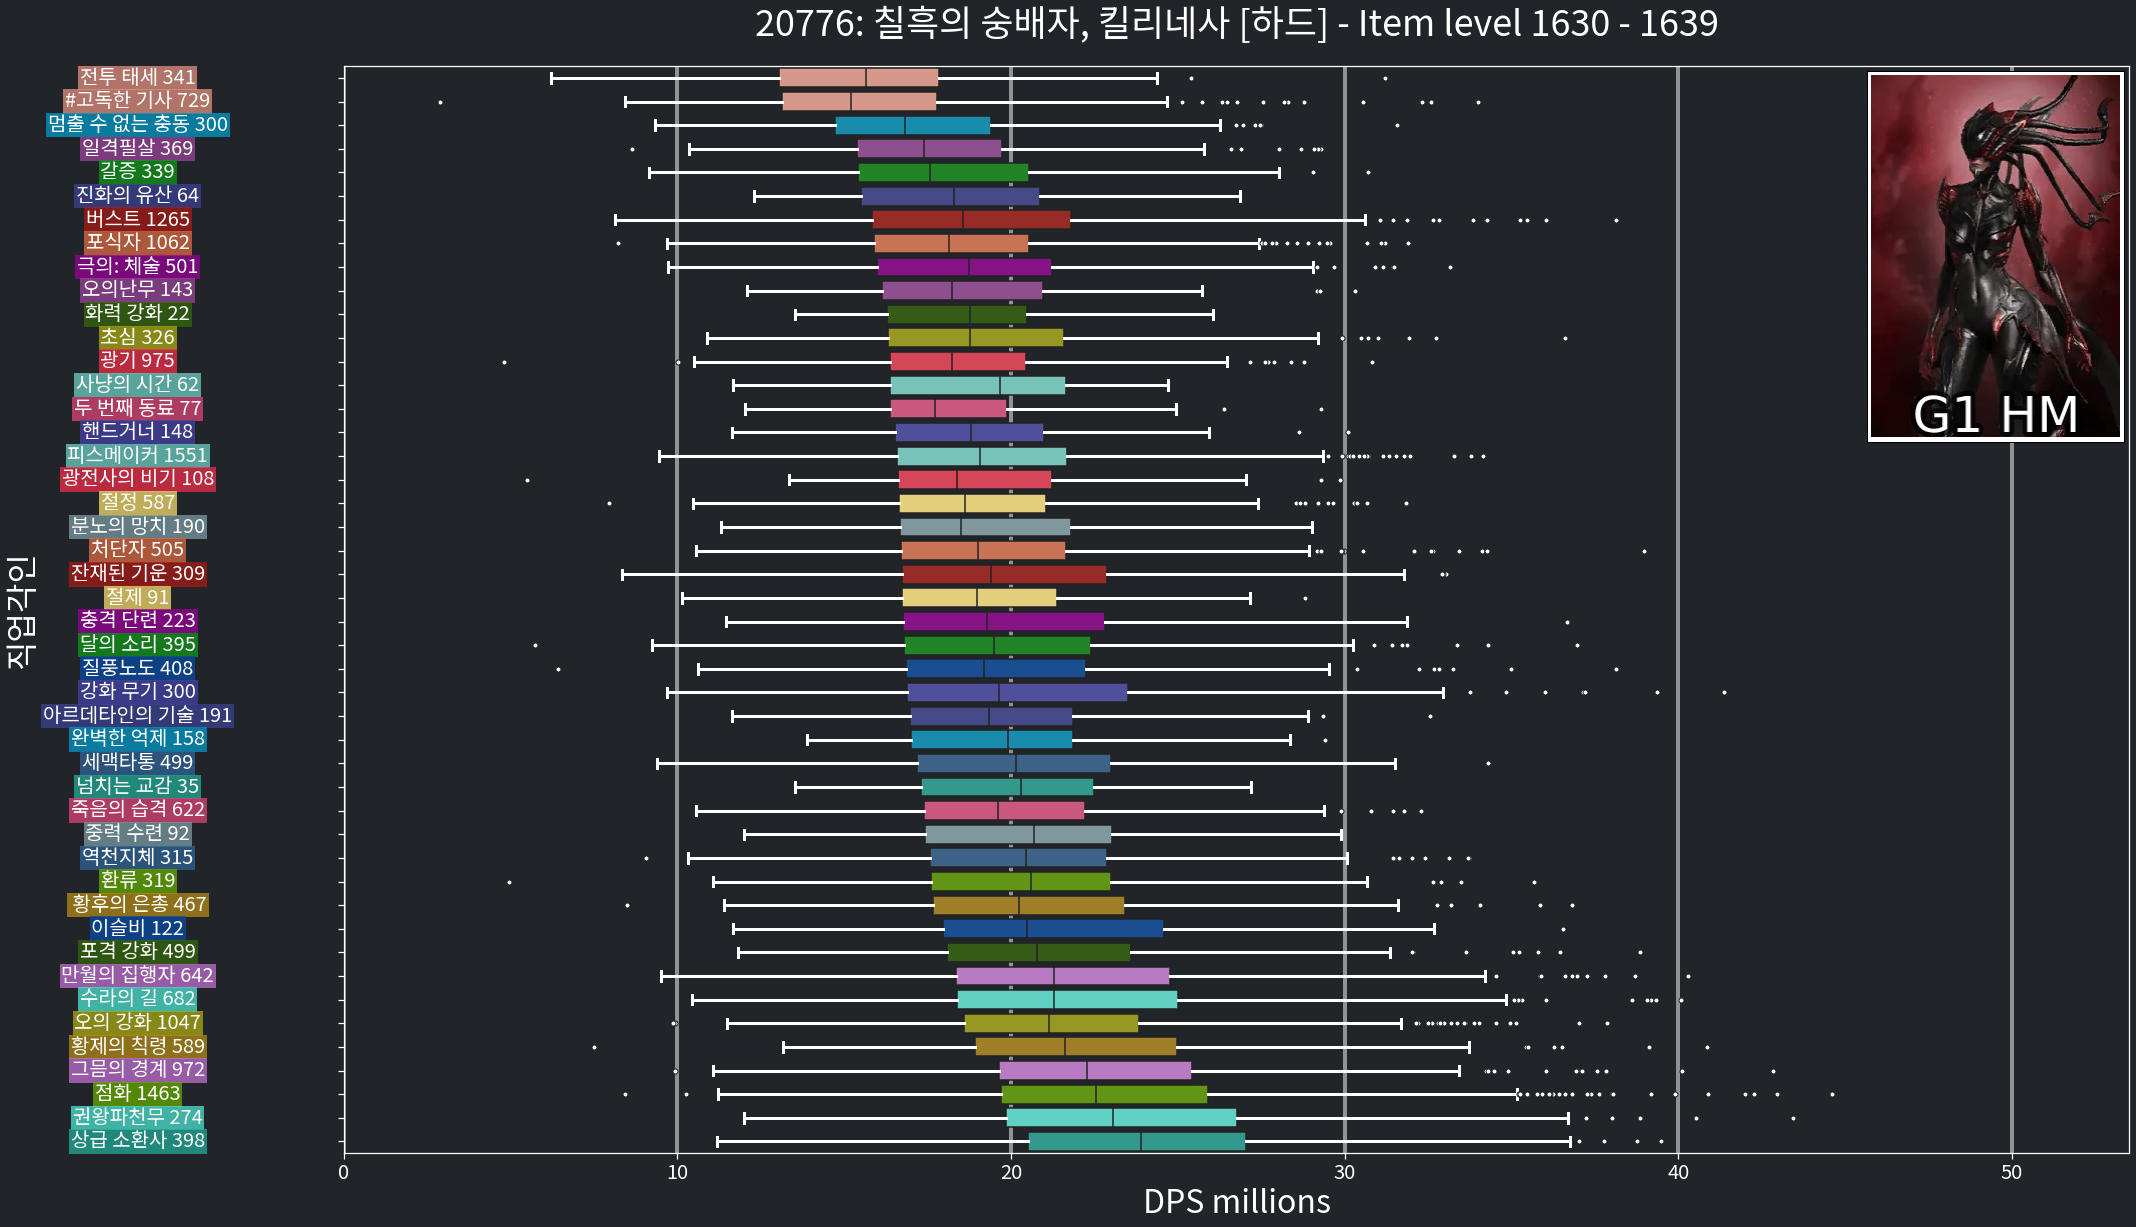 20776: 칠흑의 숭배자, 킬리네사 [하드] - Item level 1630 - 1639
전투 태세 341
#고독한 기사 729
멈출 수 없는 충동 300
일격필살 369
갈증 339
진화의 유산 64
버스트 1265
포식자 1062
극의: 체술 501
오의난무 143
화력 강화 22
초심 326
광기 975
사냥의 시간 62
두 번째 동료 77
핸드거너 148
피스메이커 1551
광전사의 비기 108
절정 587
분노의 망치 190
처단자 505
잔재된 기운 309
절제 91
충격 단련 223
달의 소리 395
질풍노도 408
강화 무기 300
아르데타인의 기술 191
완벽한 억제 158
세맥타통 499
넘치는 교감 35
죽음의 습격 622
중력 수련 92
역천지체 315
환류 319
황후의 은총 467
이슬비 122
포격 강화 499
만월의 집행자 642
수라의 길 682
오의 강화 1047
황제의 칙령 589
그믐의 경계 972
점화 1463
권왕파천무 274
상급 소환사 398
직업각인
G1 HM
0 10 20 30 40 50
DPS millions